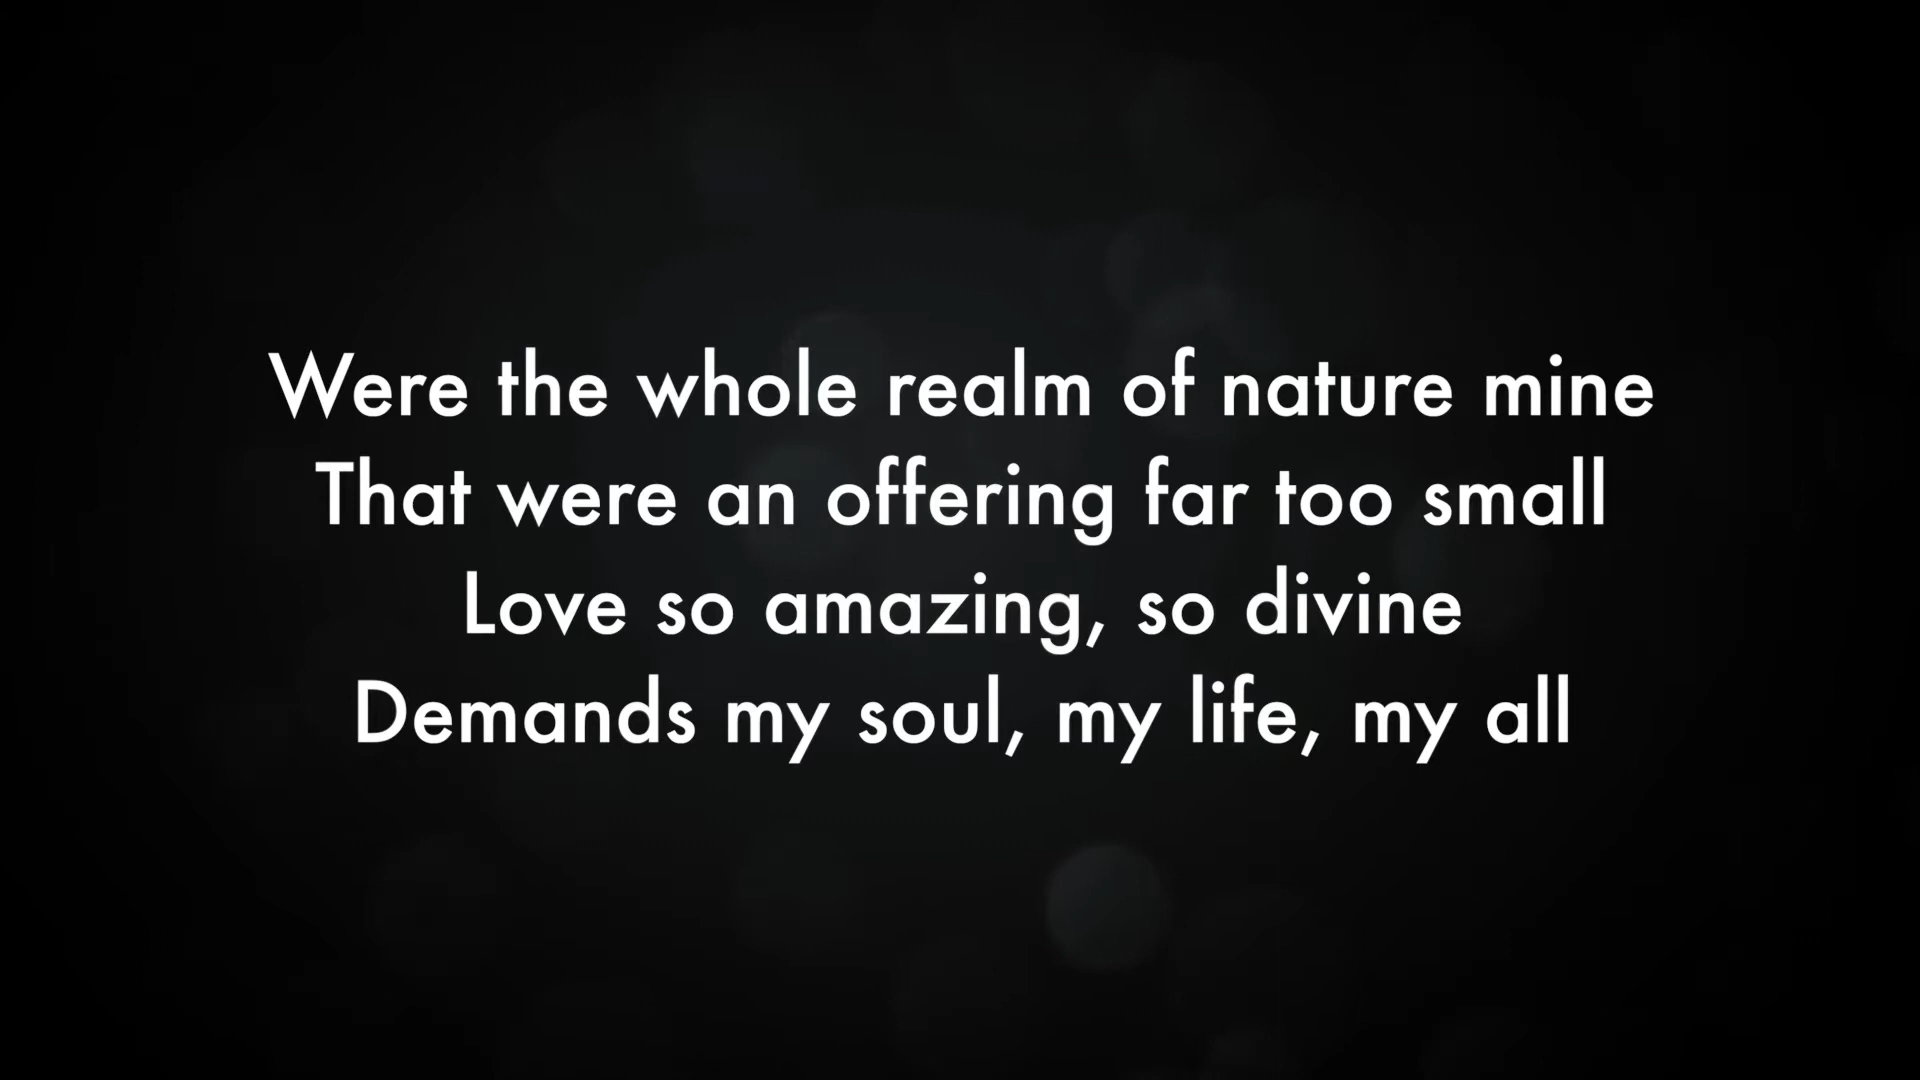 Were the whole realm of nature mine
That were an offering far too small
Love so amazing, so divine
Demands my soul, my life, my all